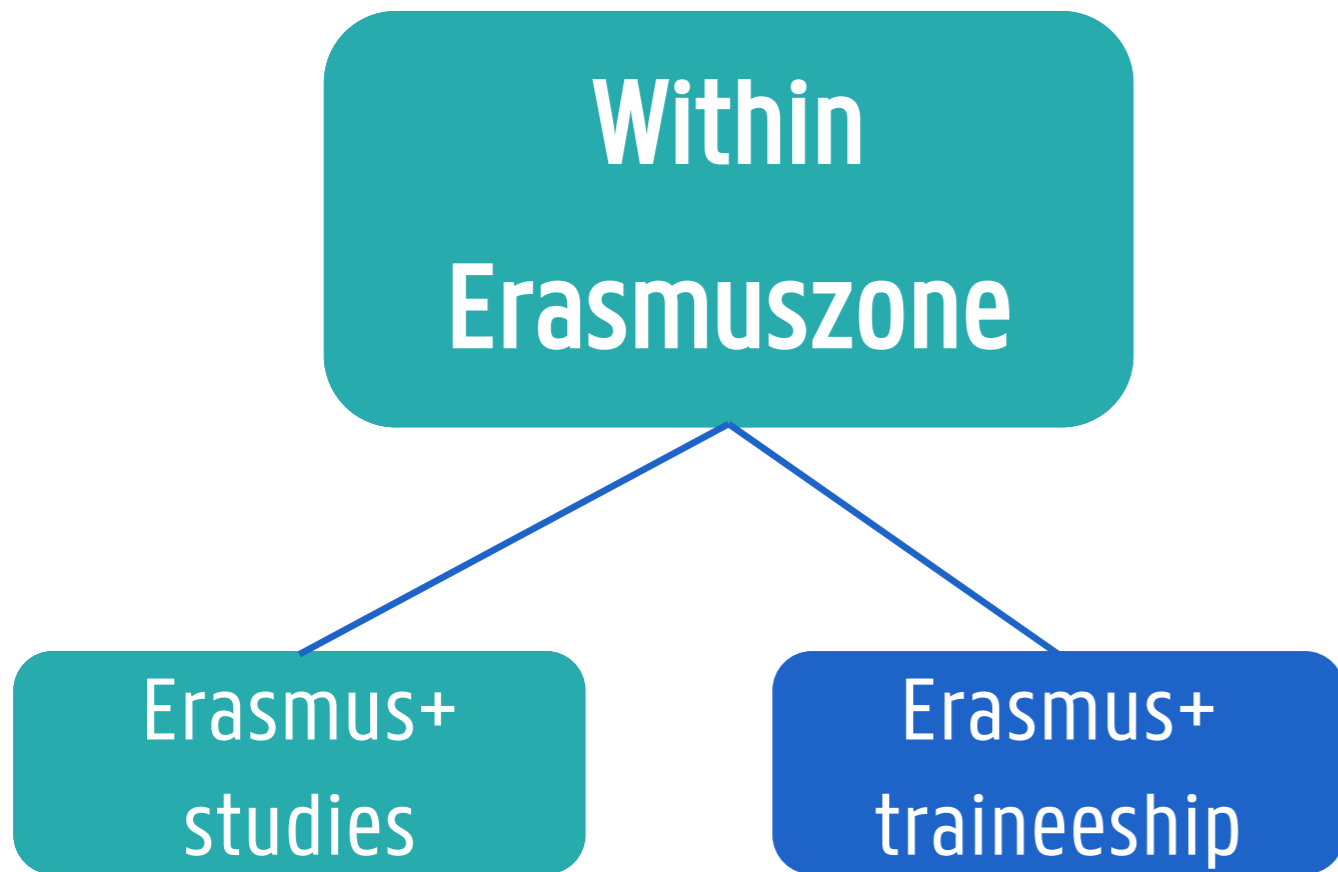 Within
Erasmuszone
Erasmus+
studies
Erasmus+
traineeship